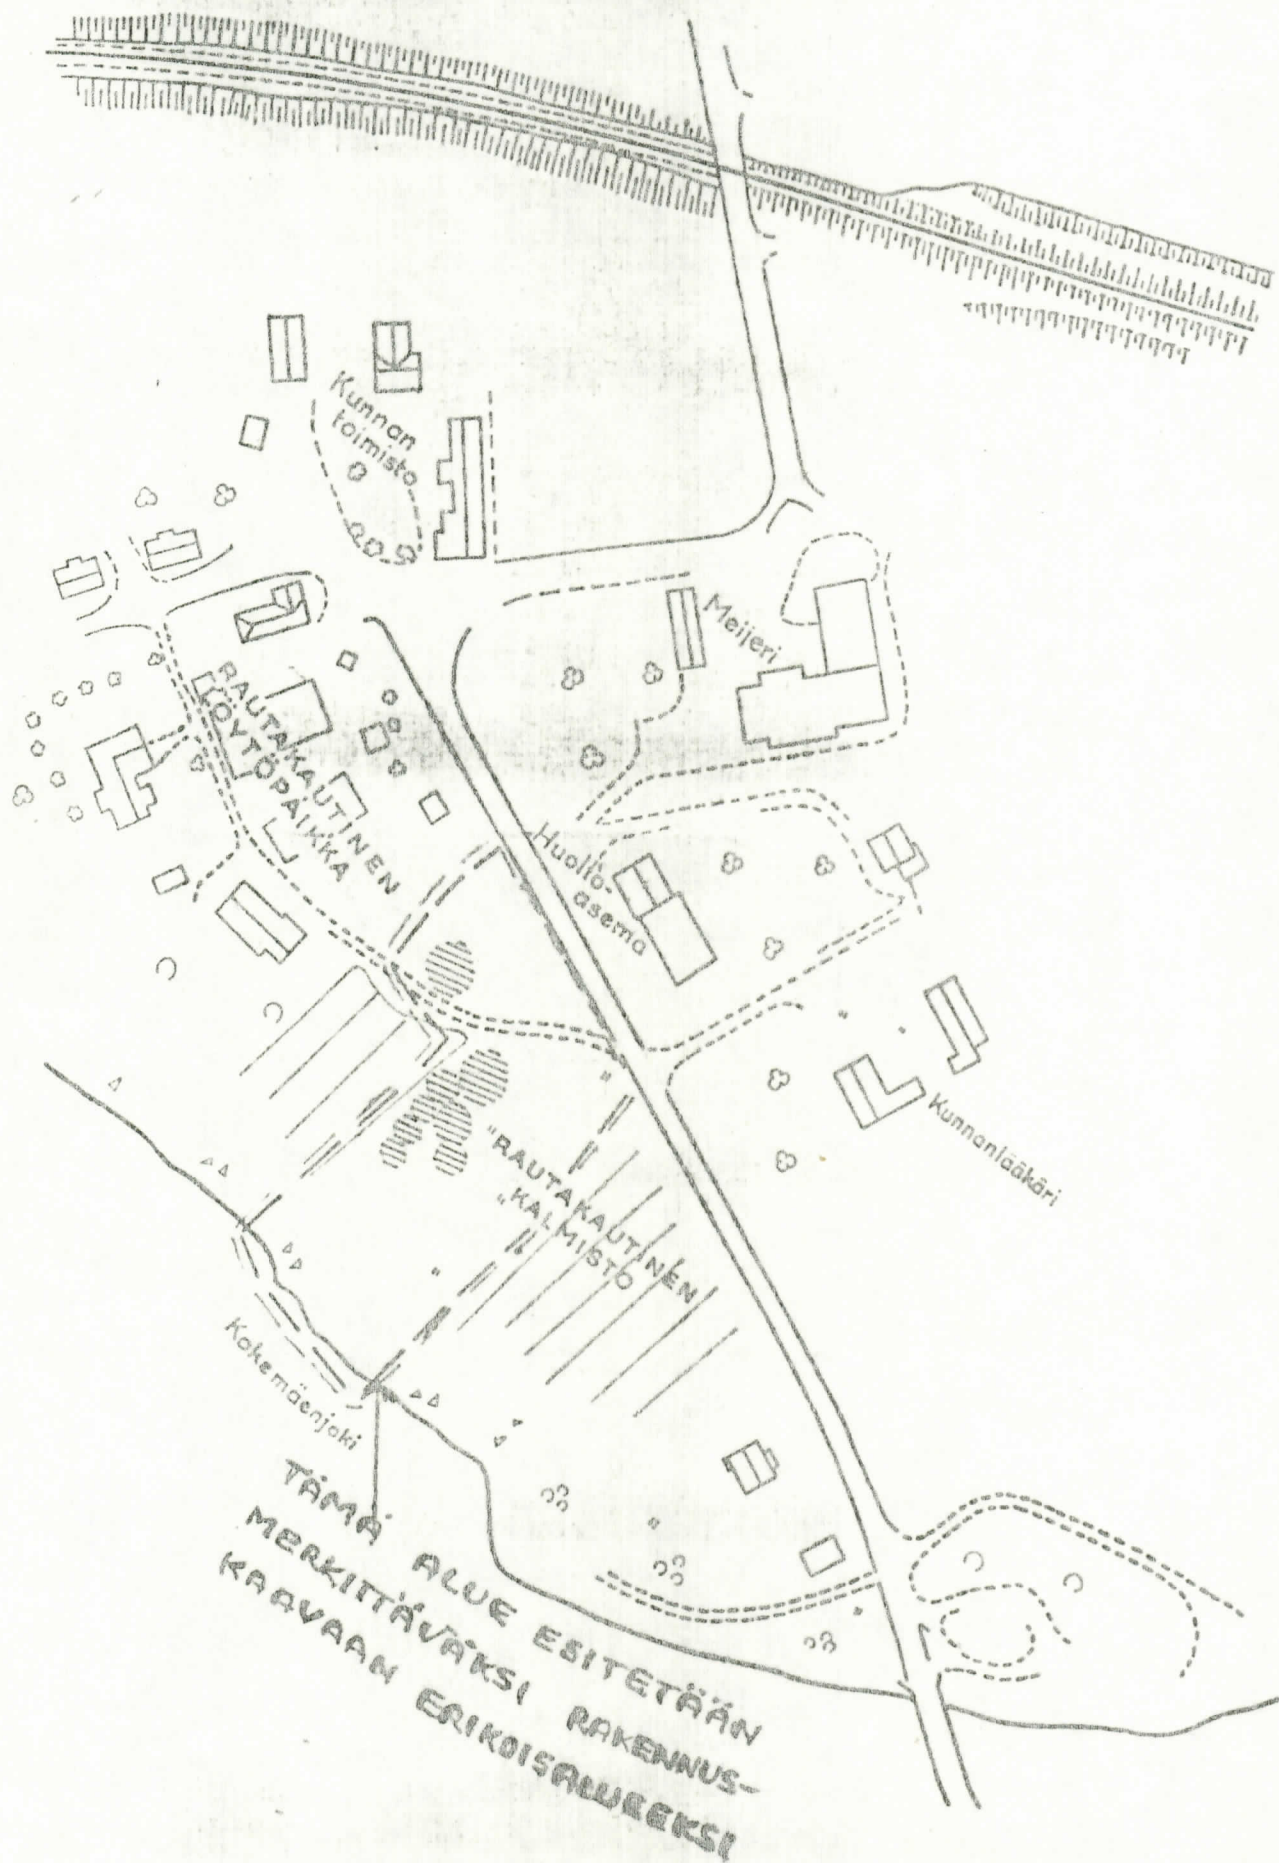 Kunnan
toimisto
Meijeri
RAUTAKAUTINEN
LÖYTÖPAIKKA
Huolto-
asema
Kunnanlääkäri
RAUTAKAUTINEN
KALMISTO
Kokemäenjoki
TÄMÄ ALUE ESITETÄÄN
MERKITTÄVÄKSI RAKENNUS-
KAAVAAN ERIKOISALUEEKSI